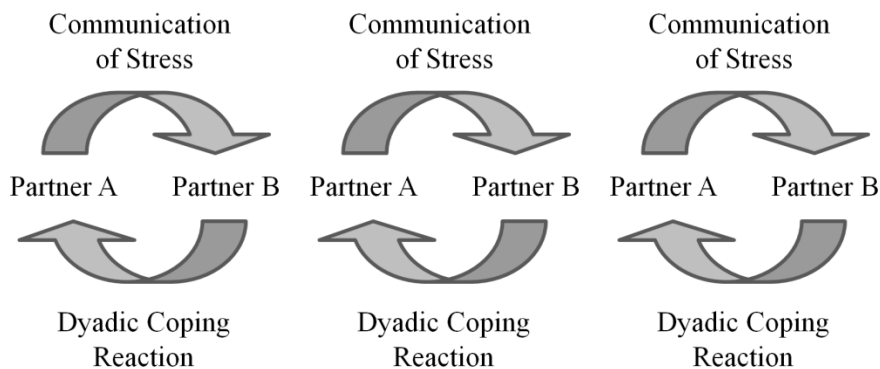 Communication of Stress
Communication of Stress
Communication of Stress
Partner A Partner B Partner A Partner B Partner A Partner B
Dyadic Coping Reaction
Dyadic Coping Reaction
Dyadic Coping Reaction